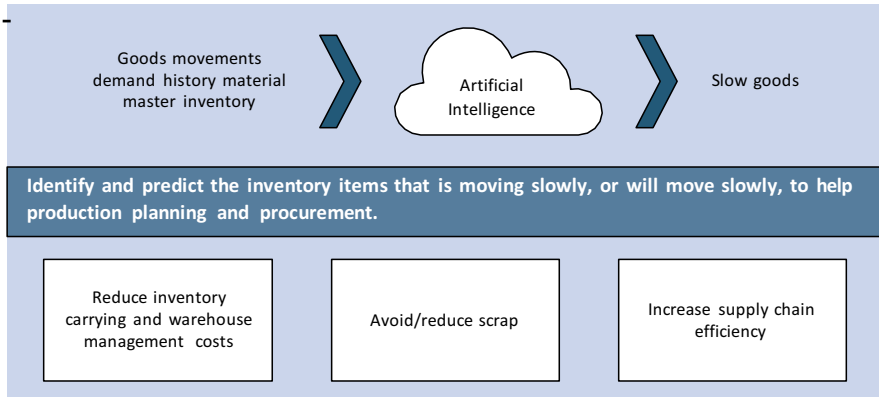 Goods movements
demand history material
master inventory
Artificial
Intelligence
Slow goods
Identify and predict the inventory items that is moving slowly, or will move slowly, to help
production planning and procurement.
Reduce inventory
carrying and warehouse
management costs
Avoid/reduce scrap
Increase supply chain
efficiency